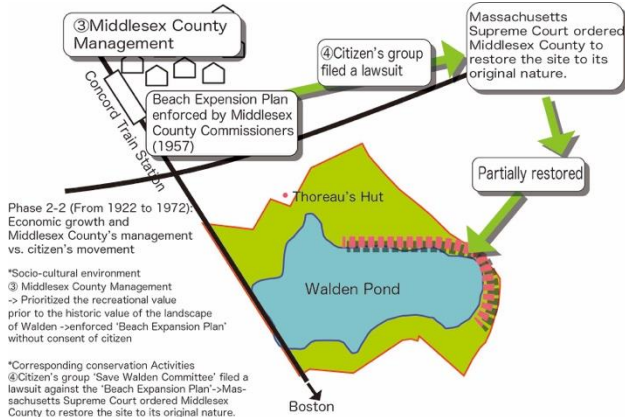 ③Middlesex County
Management
Concord Train Station
Beach Expension Plan
enforced by Middlesex
County Commissioners
(1957)
④Citizen's group
filed a lawsuit
Massachusetts
Supreme Court ordered
Middlesex County to
restore the site to its
original nature.
Partially restored
Thoreau's Hut
Walden Pond
Boston
Phase 2-2 (From 1922 to 1972):
Economic growth and
Middlesex County's management
vs. citizen's movement
*Socio-cultural environment
③ Middlesex County Management
-> Prioritized the recreational value
prior to the historic value of the landscape
of Walden ->enforced 'Beach Expansion Plan'
without consent of citizen
*Corresponding conservation Activities
④Citizen's group 'Save Walden Committee' filed a
lawsuit against the 'Beach Expansion Plan'->Mas-
sachusetts Supreme Court ordered Middlesex
County to restore the site to its original nature.